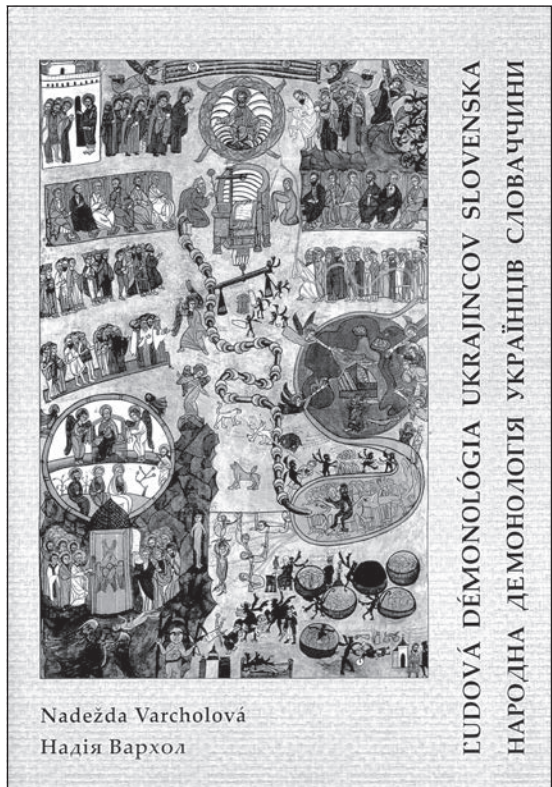 ĽUDOVÁ DÉMONOLÓGIA UKRAJINCOV SLOVENSKA
НАРОДНА ДЕМОНОЛОГІЯ УКРАЇНЦІВ СЛОВАЧЧИНИ
Nadežda Varcholová
Надія Вархол